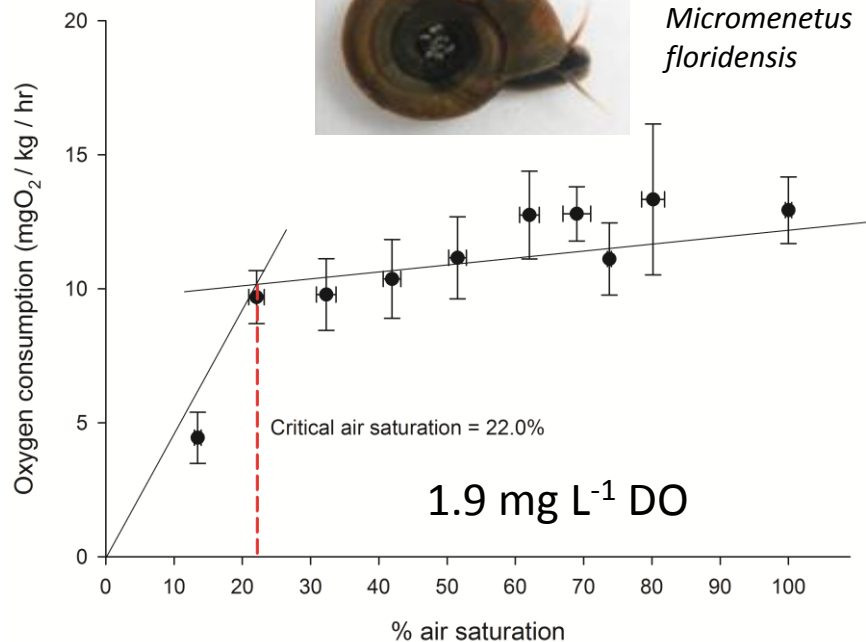 Micromenetus
floridensis
Oxygen consumption (mgO₂ / kg / hr)
20
15
10
5
0
Critical air saturation = 22.0%
1.9 mg L⁻¹ DO
0 10 20 30 40 50 60 70 80 90 100
% air saturation